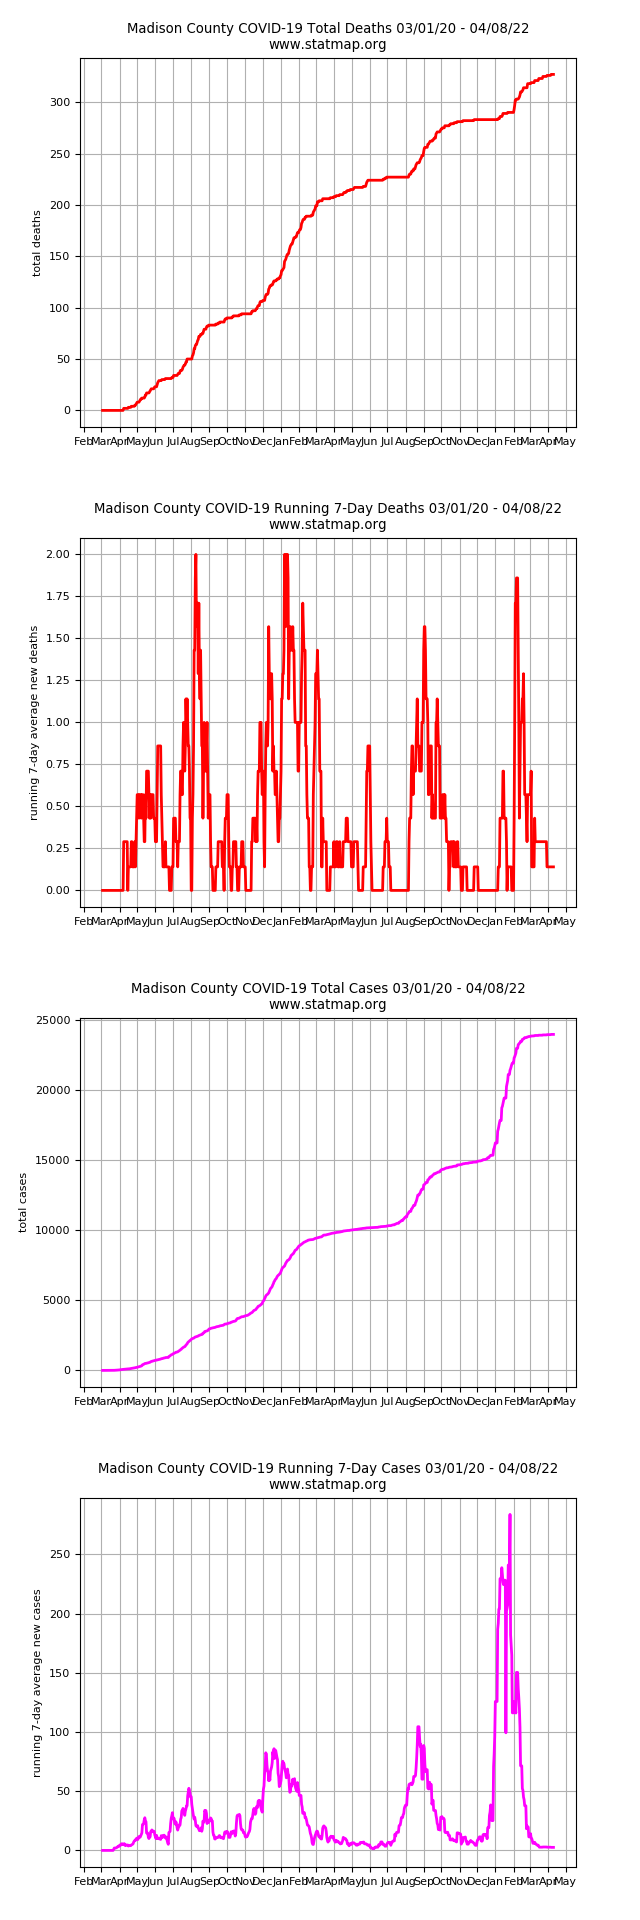 Madison County COVID-19 Total Deaths 03/01/20 - 04/08/22
www.statmap.org
300
250
200
150
100
50
0
total deaths
Feb Mar Apr May Jun Jul Aug Sep Oct Nov Dec Jan Feb Mar Apr May Jun Jul Aug Sep Oct Nov Dec Jan Feb Mar Apr May
Madison County COVID-19 Running 7-Day Deaths 03/01/20 - 04/08/22
www.statmap.org
2.00
1.75
1.50
1.25
1.00
0.75
0.50
0.25
0.00
running 7-day average new deaths
Feb Mar Apr May Jun Jul Aug Sep Oct Nov Dec Jan Feb Mar Apr May Jun Jul Aug Sep Oct Nov Dec Jan Feb Mar Apr May
Madison County COVID-19 Total Cases 03/01/20 - 04/08/22
www.statmap.org
25000
20000
15000
10000
5000
0
total cases
Feb Mar Apr May Jun Jul Aug Sep Oct Nov Dec Jan Feb Mar Apr May Jun Jul Aug Sep Oct Nov Dec Jan Feb Mar Apr May
Madison County COVID-19 Running 7-Day Cases 03/01/20 - 04/08/22
www.statmap.org
250
200
150
100
50
0
running 7-day average new cases
Feb Mar Apr May Jun Jul Aug Sep Oct Nov Dec Jan Feb Mar Apr May Jun Jul Aug Sep Oct Nov Dec Jan Feb Mar Apr May